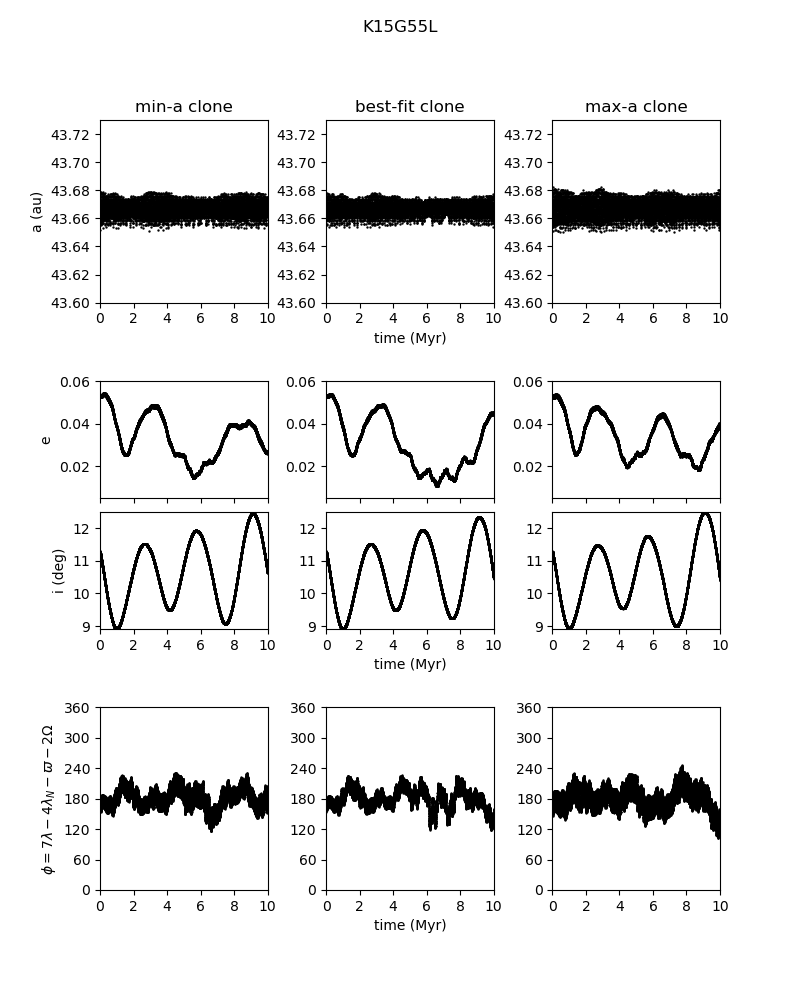 K15G55L
min-a clone best-fit clone max-a clone
a (au)
43.72 43.72 43.72
43.70 43.70 43.70
43.68 43.68 43.68
43.66 43.66 43.66
43.64 43.64 43.64
43.62 43.62 43.62
43.60 43.60 43.60
0 2 4 6 8 10 0 2 4 6 8 10 0 2 4 6 8 10
time (Myr)
e
0.06 0.06 0.06
0.04 0.04 0.04
0.02 0.02 0.02
i (deg)
12 12 12
11 11 11
10 10 10
9 9 9
0 2 4 6 8 10 0 2 4 6 8 10 0 2 4 6 8 10
time (Myr)
ϕ = 7λ − 4λ_N − ϖ − 2Ω
360 360 360
300 300 300
240 240 240
180 180 180
120 120 120
60 60 60
0 0 0
0 2 4 6 8 10 0 2 4 6 8 10 0 2 4 6 8 10
time (Myr)